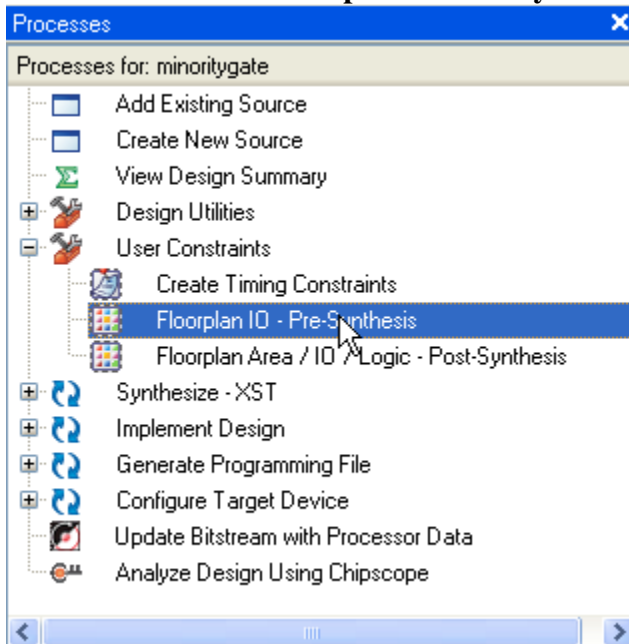 Processes
Processes for: minoritygate
Add Existing Source
Create New Source
View Design Summary
Design Utilities
User Constraints
Create Timing Constraints
Floorplan IO - Pre-Synthesis
Floorplan Area / IO / Logic - Post-Synthesis
Synthesize - XST
Implement Design
Generate Programming File
Configure Target Device
Update Bitstream with Processor Data
Analyze Design Using Chipscope